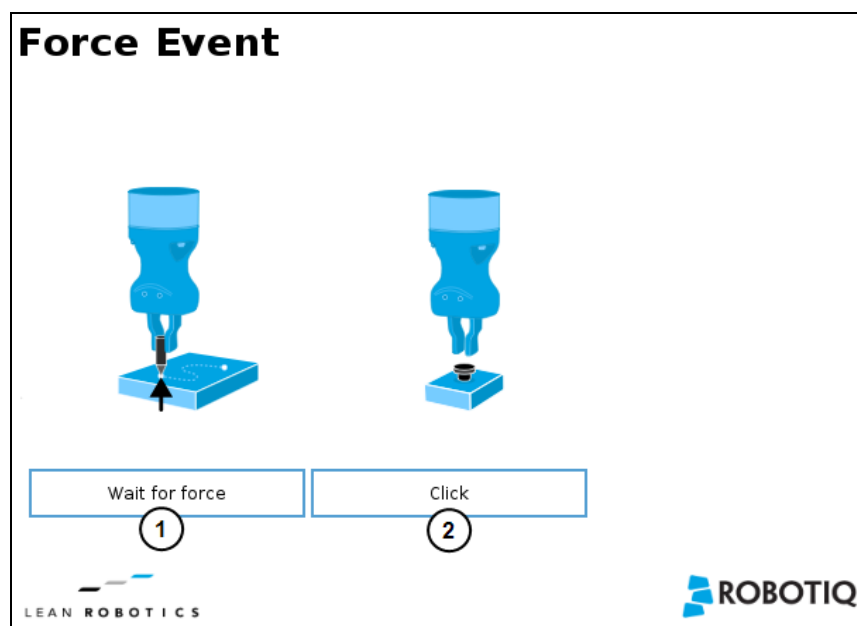 Force Event
Wait for force
Click
1
2
LEAN ROBOTICS
ROBOTIQ